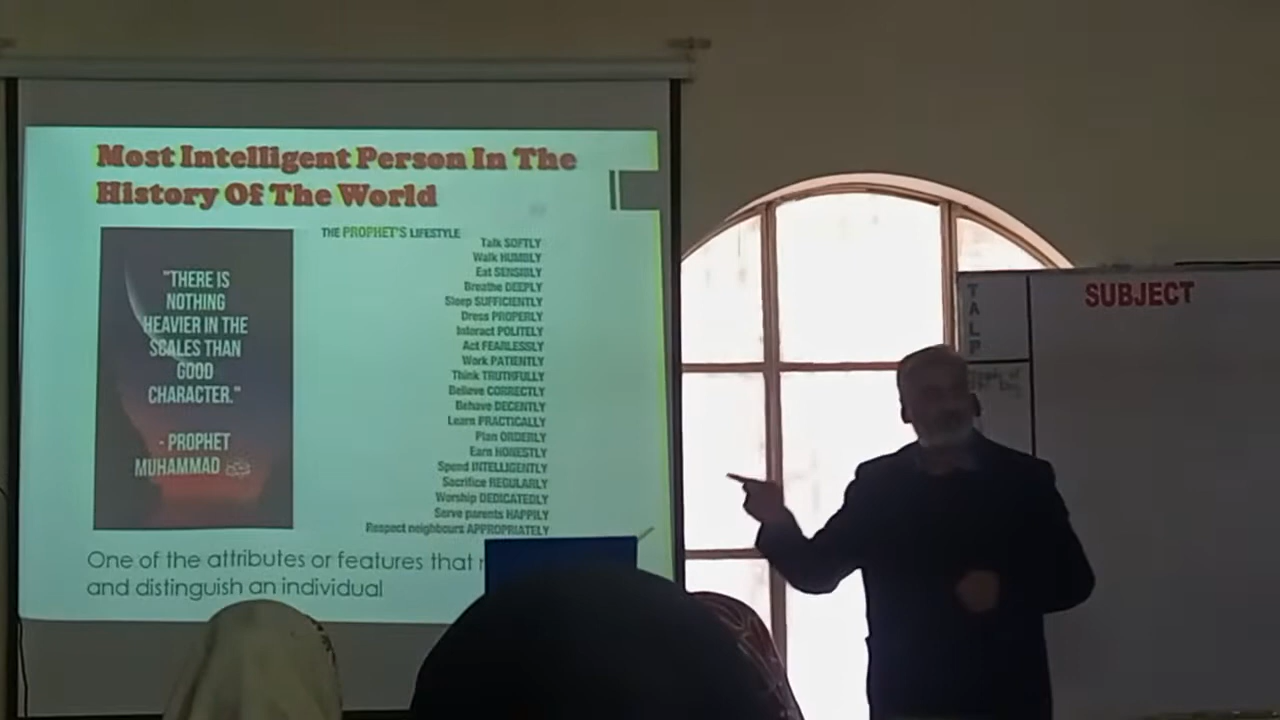 Most Intelligent Person In The
History Of The World
"THERE IS
NOTHING
HEAVIER IN THE
SCALES THAN
GOOD
CHARACTER."
- PROPHET
MUHAMMAD ﷺ
THE PROPHET'S LIFESTYLE
Talk SOFTLY
Walk HUMBLY
Eat SENSIBLY
Breathe DEEPLY
Sleep SUFFICIENTLY
Dress PROPERLY
Interact POLITELY
Act FEARLESSLY
Work PATIENTLY
Think TRUTHFULLY
Believe CORRECTLY
Behave DECENTLY
Learn PRACTICALLY
Plan ORDERLY
Earn HONESTLY
Spend INTELLIGENTLY
Sacrifice REGULARLY
Worship DEDICATEDLY
Serve parents HAPPILY
Respect neighbours APPROPRIATELY
One of the attributes or features that
and distinguish an individual
T
A
L
P
SUBJECT